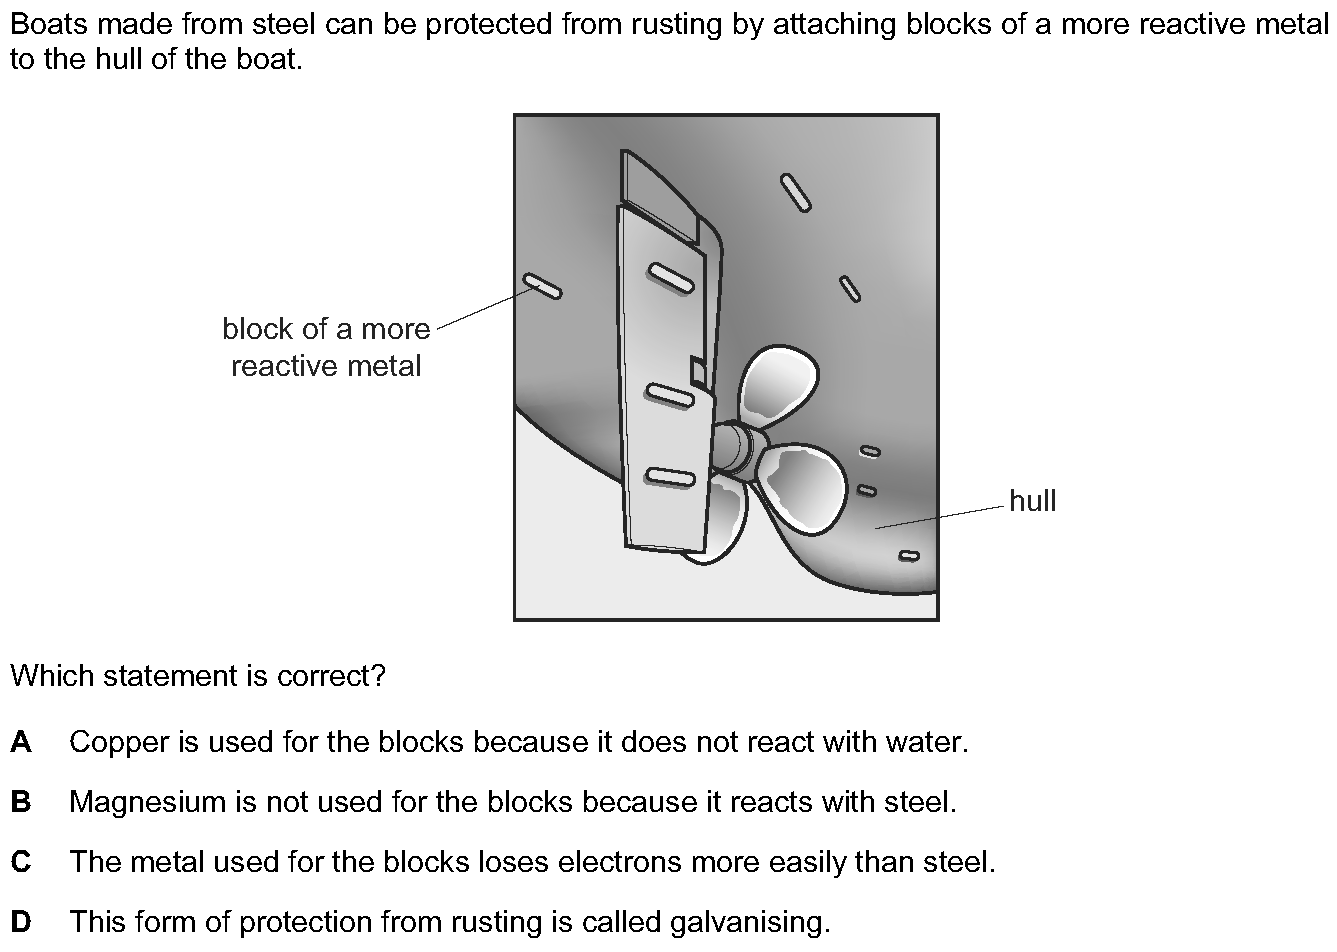 Boats made from steel can be protected from rusting by attaching blocks of a more reactive metal
to the hull of the boat.
block of a more
reactive metal
hull
Which statement is correct?
A Copper is used for the blocks because it does not react with water.
B Magnesium is not used for the blocks because it reacts with steel.
C The metal used for the blocks loses electrons more easily than steel.
D This form of protection from rusting is called galvanising.